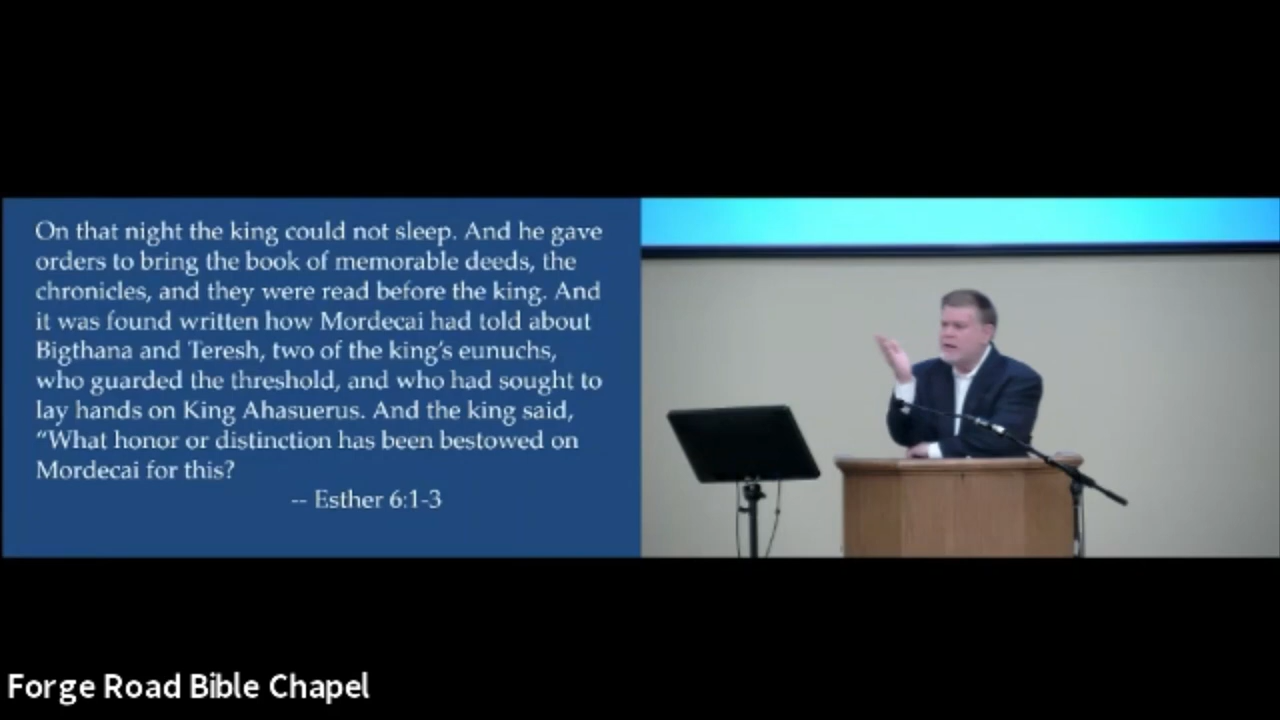 On that night the king could not sleep. And he gave
orders to bring the book of memorable deeds, the
chronicles, and they were read before the king. And
it was found written how Mordecai had told about
Bigthana and Teresh, two of the king's eunuchs,
who guarded the threshold, and who had sought to
lay hands on King Ahasuerus. And the king said,
“What honor or distinction has been bestowed on
Mordecai for this?
-- Esther 6:1-3
Forge Road Bible Chapel